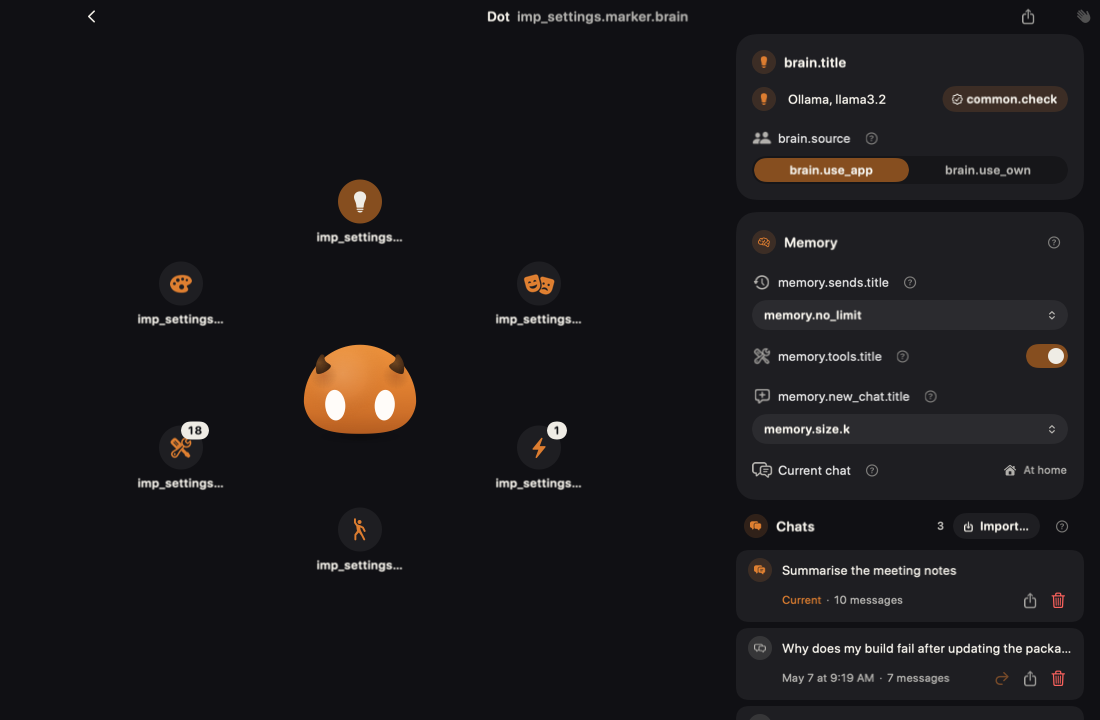 Dot imp_settings.marker.brain
imp_settings...
imp_settings...
imp_settings...
18
imp_settings...
1
imp_settings...
imp_settings...
brain.title
Ollama, llama3.2
common.check
brain.source
brain.use_app
brain.use_own
Memory
memory.sends.title
memory.no_limit
memory.tools.title
memory.new_chat.title
memory.size.k
Current chat
At home
Chats
3
Import...
Summarise the meeting notes
Current · 10 messages
Why does my build fail after updating the packa...
May 7 at 9:19 AM · 7 messages